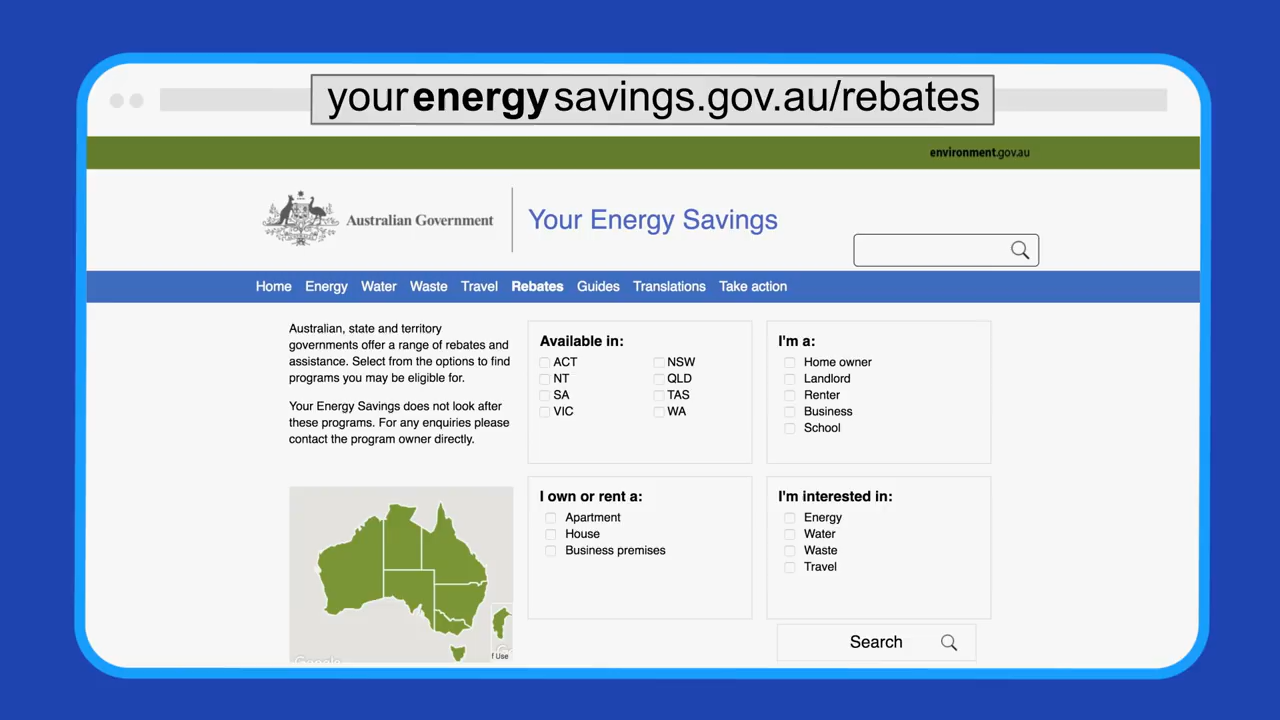 yourenergysavings.gov.au/rebates
environment.gov.au
Australian Government
Your Energy Savings
Home Energy Water Waste Travel Rebates Guides Translations Take action
Australian, state and territory
governments offer a range of rebates and
assistance. Select from the options to find
programs you may be eligible for.
Your Energy Savings does not look after
these programs. For any enquiries please
contact the program owner directly.
Available in:
ACT NSW
NT QLD
SA TAS
VIC WA
I'm a:
Home owner
Landlord
Renter
Business
School
I own or rent a:
Apartment
House
Business premises
I'm interested in:
Energy
Water
Waste
Travel
Google
f Use
Search